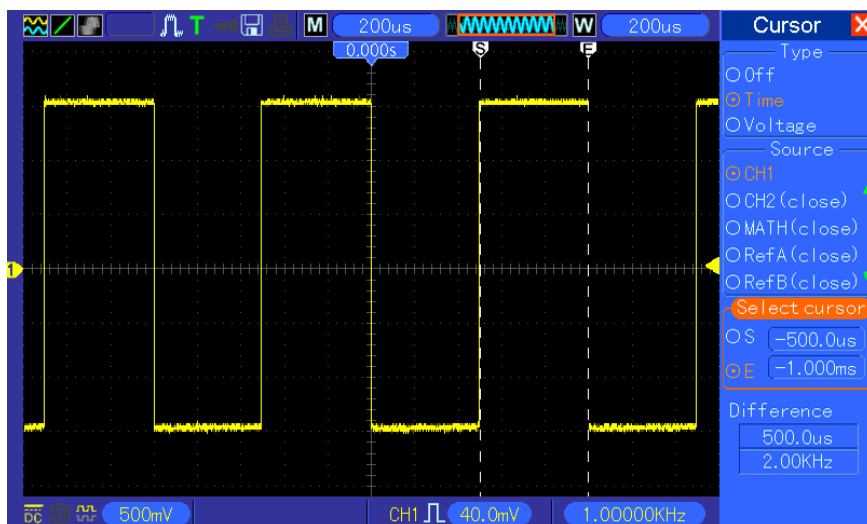 T M 200us W 200us
0.000s
S E
1
DC 500mV CH1 40.0mV 1.00000KHz
Cursor X
Type
Off
Time
Voltage
Source
CH1
CH2(close)
MATH(close)
RefA(close)
RefB(close)
Select cursor
S -500.0us
E -1.000ms
Difference
500.0us
2.00KHz